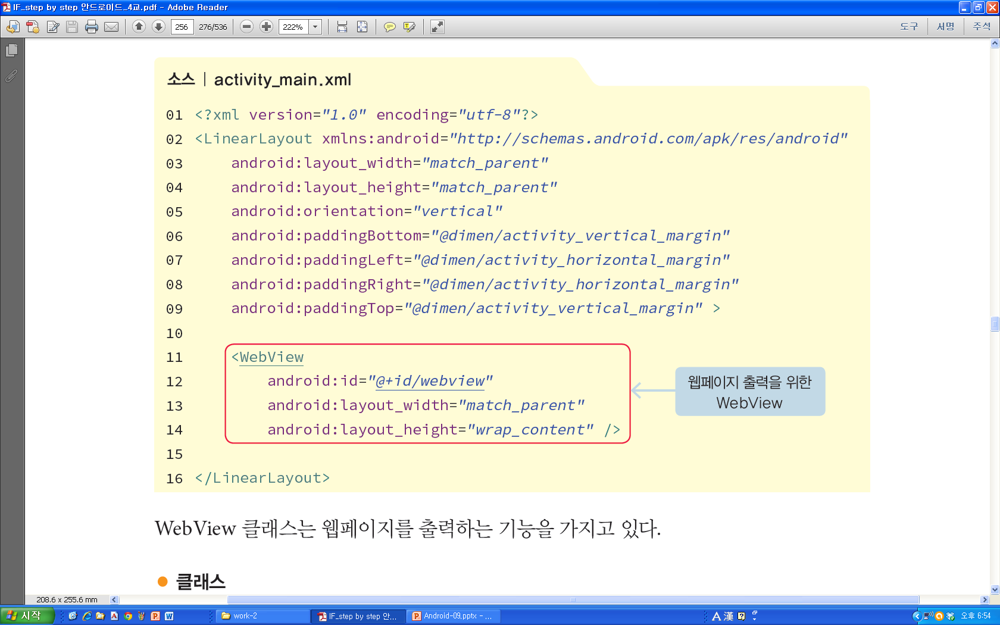 IF_step by step 안드로이드_4교.pdf - Adobe Reader
256 276/536 222% 도구 서명 주석
소스 | activity_main.xml
01 <?xml version="1.0" encoding="utf-8"?>
02 <LinearLayout xmlns:android="http://schemas.android.com/apk/res/android"
03 android:layout_width="match_parent"
04 android:layout_height="match_parent"
05 android:orientation="vertical"
06 android:paddingBottom="@dimen/activity_vertical_margin"
07 android:paddingLeft="@dimen/activity_horizontal_margin"
08 android:paddingRight="@dimen/activity_horizontal_margin"
09 android:paddingTop="@dimen/activity_vertical_margin" >
10
11 <WebView
12 android:id="@+id/webview"
13 android:layout_width="match_parent"
14 android:layout_height="wrap_content" />
웹페이지 출력을 위한
WebView
15
16 </LinearLayout>
WebView 클래스는 웹페이지를 출력하는 기능을 가지고 있다.
● 클래스
208.6 x 255.6 mm
시작 work-2 IF_step by step 안... Android-09.pptx - ... A 漢 오후 6:54